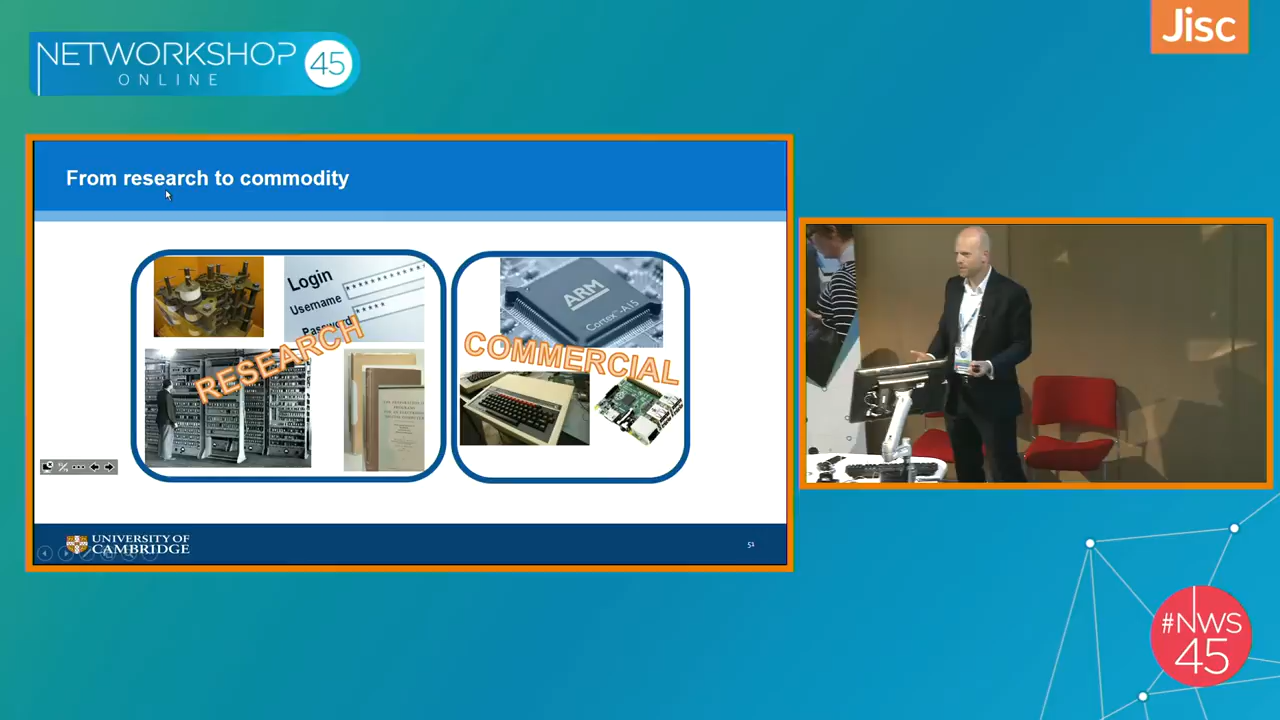 NETWORKSHOP
ONLINE
45
Jisc
From research to commodity
Login
Username
Password
RESEARCH
ARM
Cortex-A15
COMMERCIAL
UNIVERSITY OF
CAMBRIDGE
51
#NWS
45